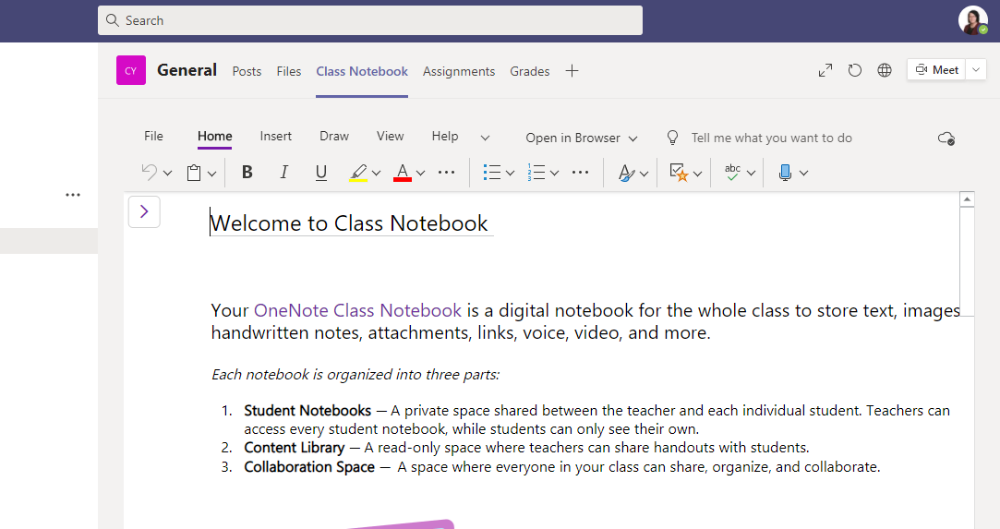 Search
CY General Posts Files Class Notebook Assignments Grades Meet
File Home Insert Draw View Help Open in Browser Tell me what you want to do
B I U A abc
Welcome to Class Notebook
Your OneNote Class Notebook is a digital notebook for the whole class to store text, images
handwritten notes, attachments, links, voice, video, and more.
Each notebook is organized into three parts:
1. Student Notebooks — A private space shared between the teacher and each individual student. Teachers can
access every student notebook, while students can only see their own.
2. Content Library — A read-only space where teachers can share handouts with students.
3. Collaboration Space — A space where everyone in your class can share, organize, and collaborate.